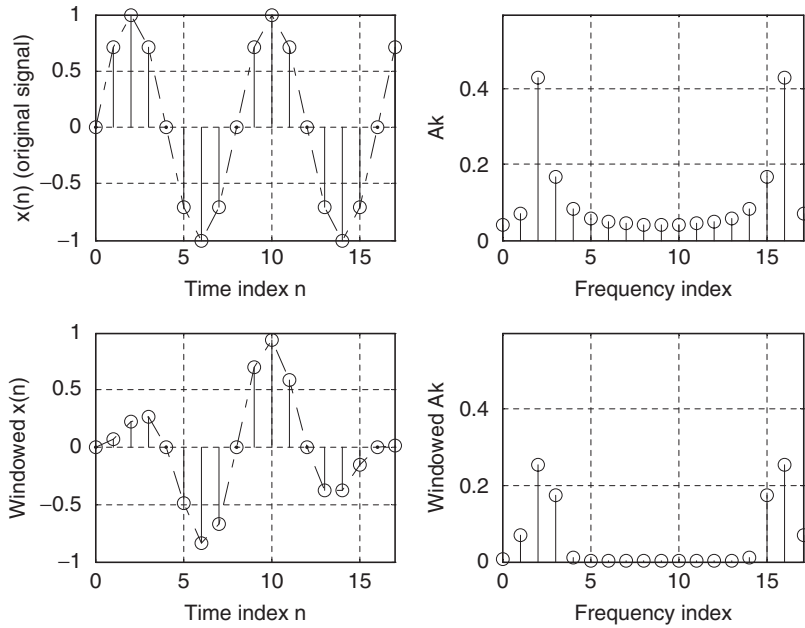 1
0.5
0
−0.5
−1
x(n) (original signal)
0 5 10 15
Time index n
0.4
0.2
0
Ak
0 5 10 15
Frequency index
1
0.5
0
−0.5
−1
Windowed x(n)
0 5 10 15
Time index n
0.4
0.2
0
Windowed Ak
0 5 10 15
Frequency index